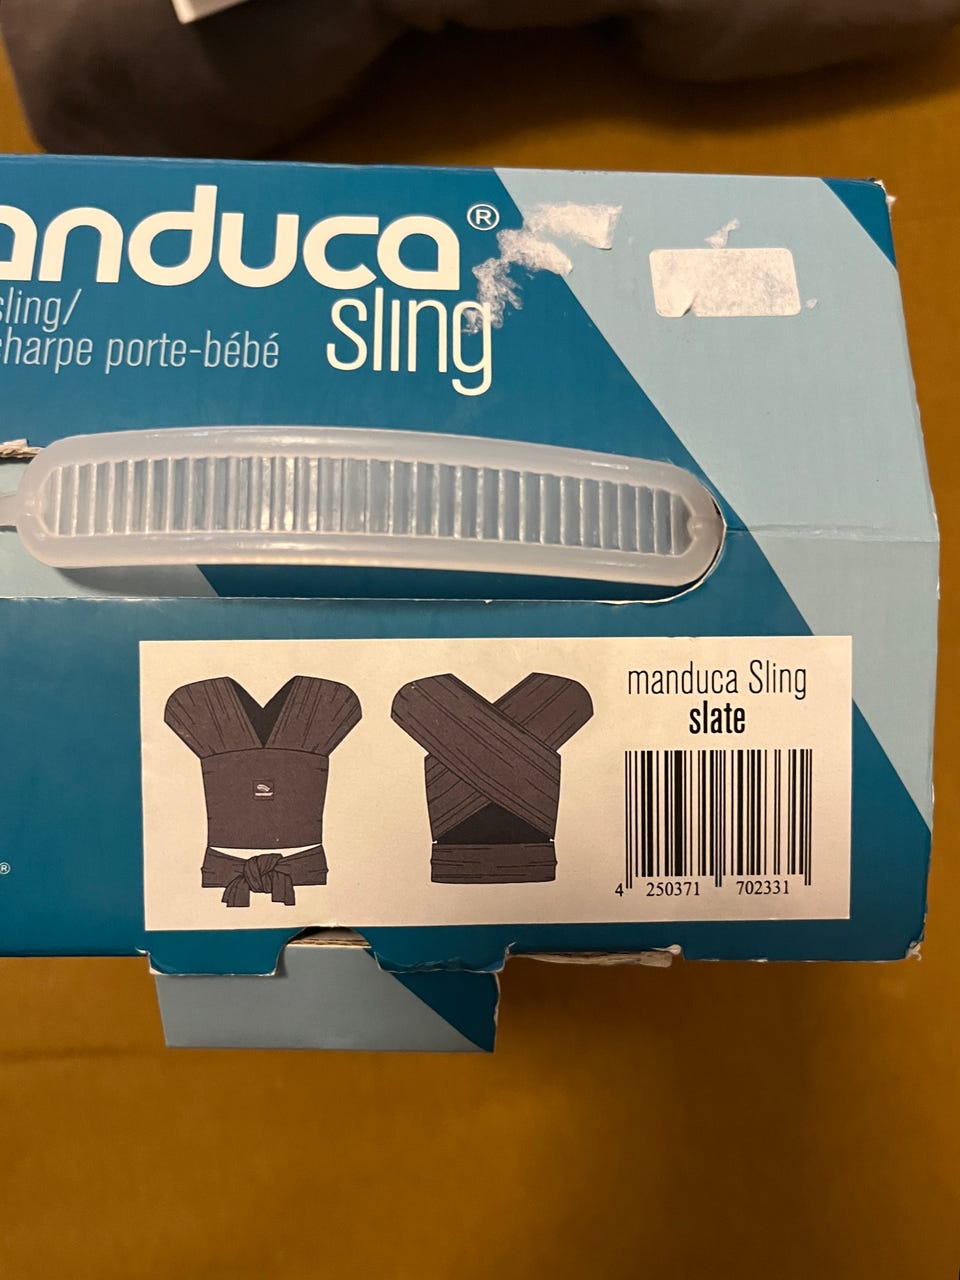 anduca®
sling
sling/
charpe porte-bébé
manduca Sling
slate
4 250371 702331
®